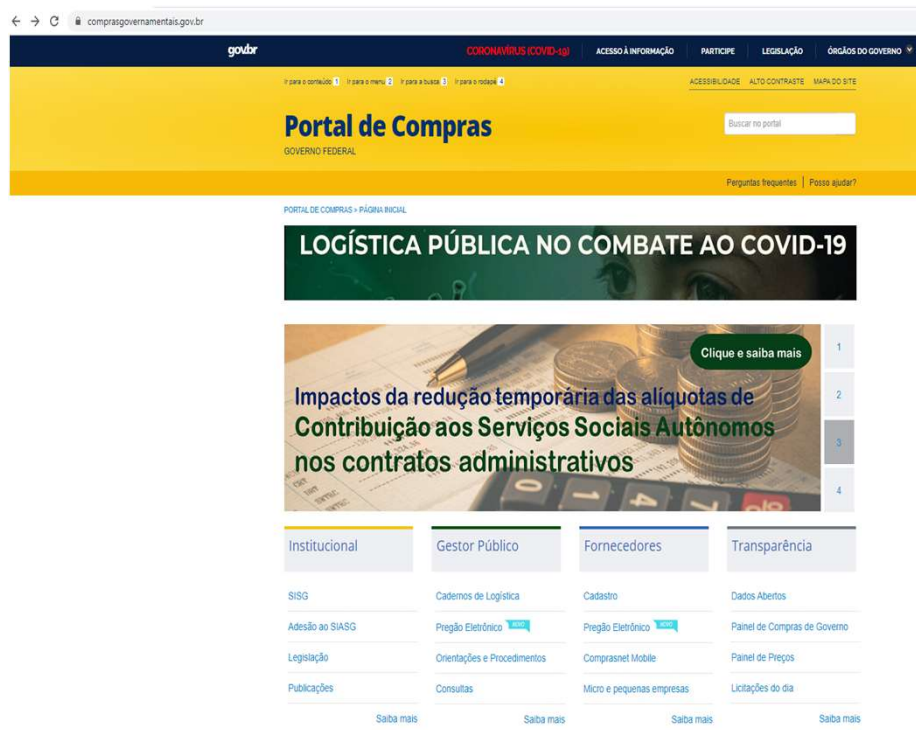 comprasgovernamentais.gov.br
gov.br CORONAVÍRUS (COVID-19) ACESSO À INFORMAÇÃO PARTICIPE LEGISLAÇÃO ÓRGÃOS DO GOVERNO
Ir para o conteúdo 1 Ir para o menu 2 Ir para a busca 3 Ir para o rodapé 4 ACESSIBILIDADE ALTO CONTRASTE MAPA DO SITE
Portal de Compras
Buscar no portal
GOVERNO FEDERAL
Perguntas frequentes | Posso ajudar?
PORTAL DE COMPRAS > PÁGINA INICIAL
LOGÍSTICA PÚBLICA NO COMBATE AO COVID-19
Clique e saiba mais
1
2
3
4
Impactos da redução temporária das alíquotas de
Contribuição aos Serviços Sociais Autônomos
nos contratos administrativos
Institucional
SISG
Adesão ao SIASG
Legislação
Publicações
Saiba mais
Gestor Público
Cadernos de Logística
Pregão Eletrônico NOVO
Orientações e Procedimentos
Consultas
Saiba mais
Fornecedores
Cadastro
Pregão Eletrônico NOVO
Comprasnet Mobile
Micro e pequenas empresas
Saiba mais
Transparência
Dados Abertos
Painel de Compras de Governo
Painel de Preços
Licitações do dia
Saiba mais